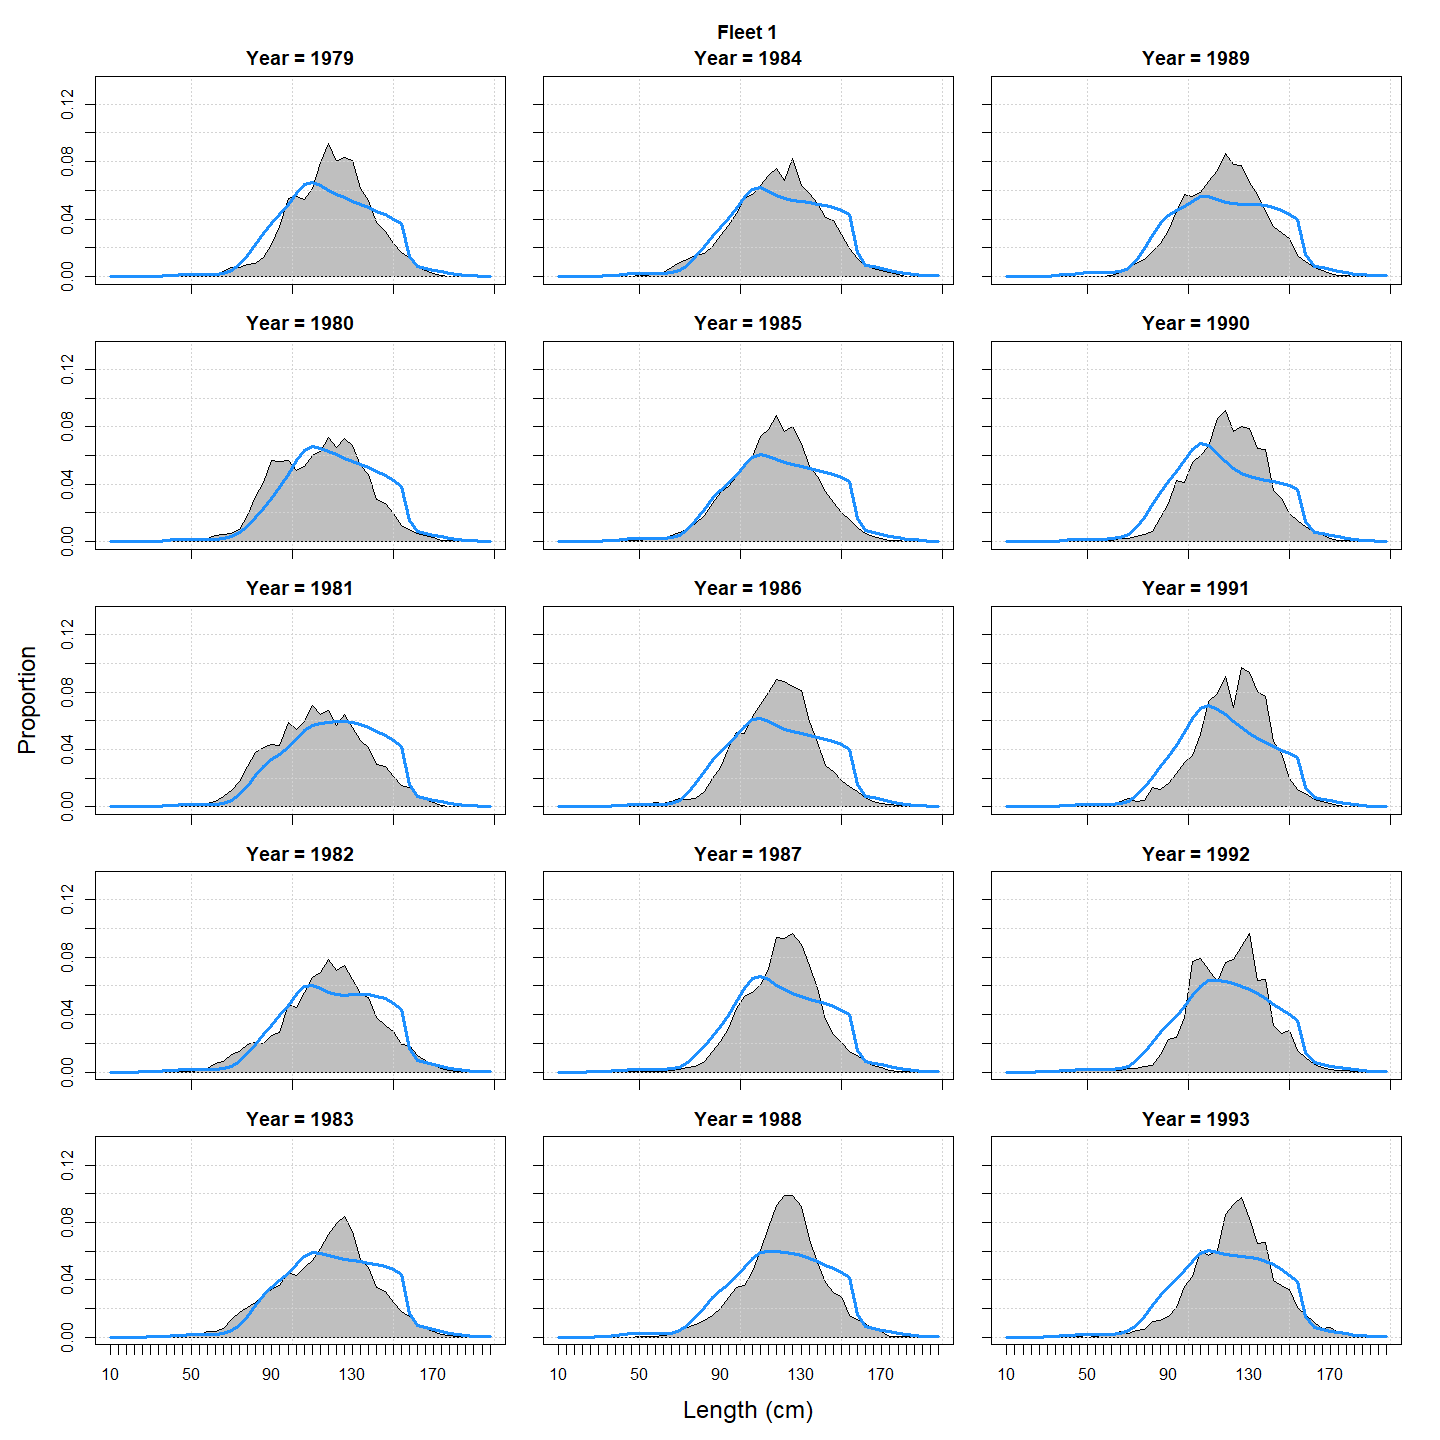 Fleet 1
Year = 1979 Year = 1984 Year = 1989
0.12
0.08
0.04
0.00
Year = 1980 Year = 1985 Year = 1990
0.12
0.08
0.04
0.00
Year = 1981 Year = 1986 Year = 1991
0.12
0.08
0.04
0.00
Proportion
Year = 1982 Year = 1987 Year = 1992
0.12
0.08
0.04
0.00
Year = 1983 Year = 1988 Year = 1993
0.12
0.08
0.04
0.00
10 50 90 130 170 10 50 90 130 170 10 50 90 130 170
Length (cm)